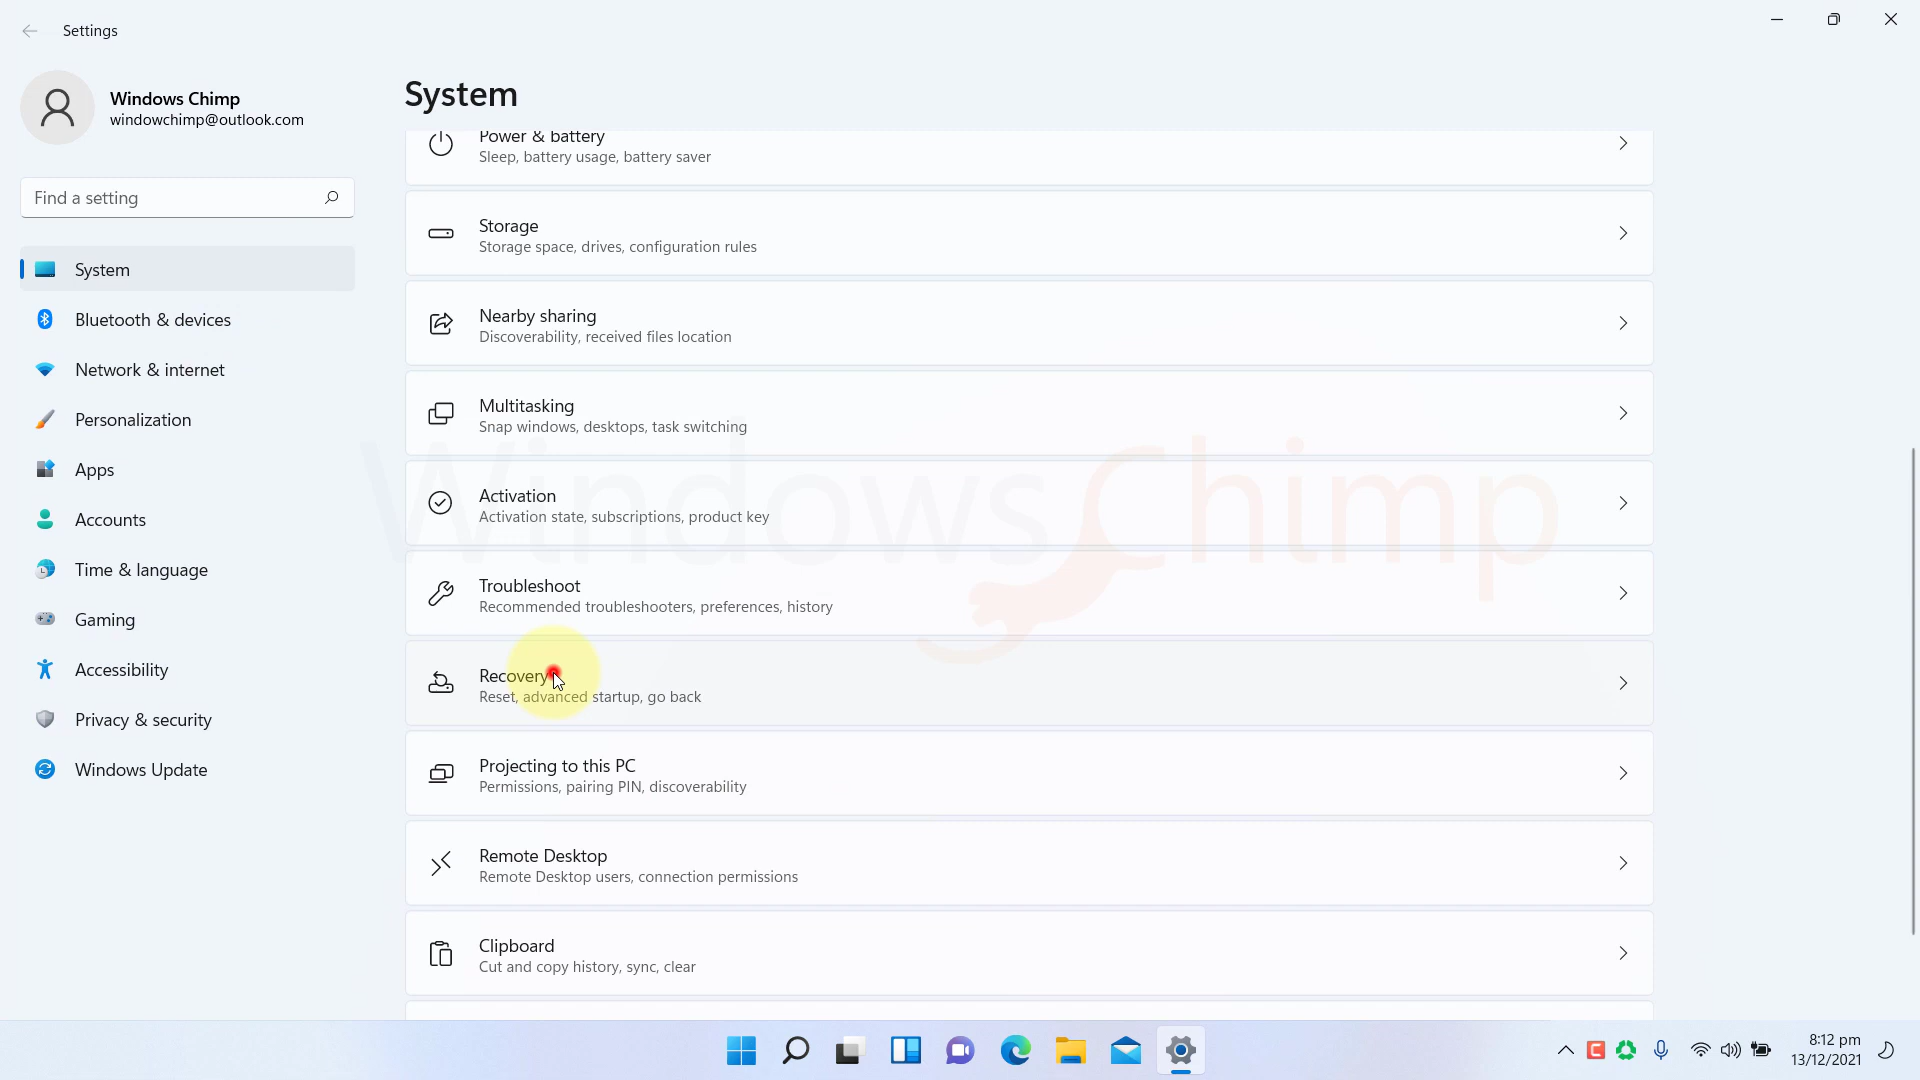 Settings
Windows Chimp
windowchimp@outlook.com
Find a setting
System
Bluetooth & devices
Network & internet
Personalization
Apps
Accounts
Time & language
Gaming
Accessibility
Privacy & security
Windows Update
System
Power & battery
Sleep, battery usage, battery saver
Storage
Storage space, drives, configuration rules
Nearby sharing
Discoverability, received files location
Multitasking
Snap windows, desktops, task switching
Activation
Activation state, subscriptions, product key
Troubleshoot
Recommended troubleshooters, preferences, history
Recovery
Reset, advanced startup, go back
Projecting to this PC
Permissions, pairing PIN, discoverability
Remote Desktop
Remote Desktop users, connection permissions
Clipboard
Cut and copy history, sync, clear
WindowsChimp
8:12 pm
13/12/2021